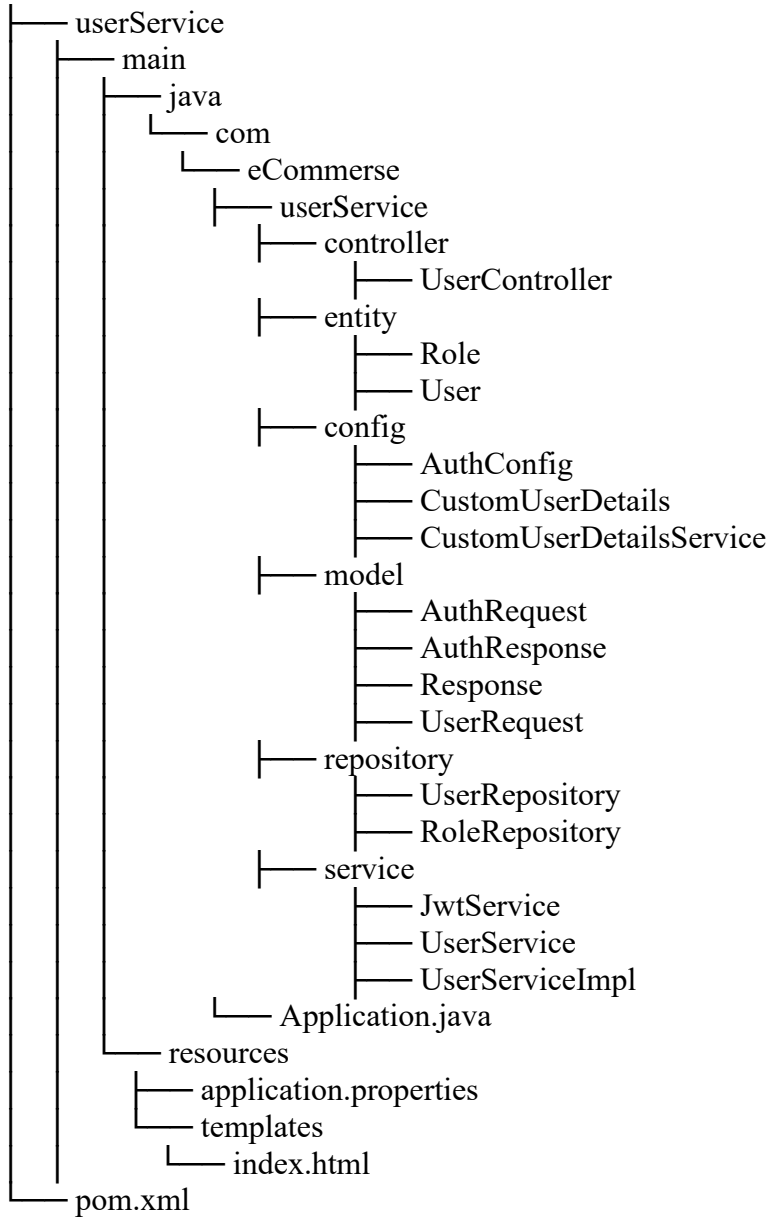 userService
main
java
com
eCommerse
userService
controller
UserController
entity
Role
User
config
AuthConfig
CustomUserDetails
CustomUserDetailsService
model
AuthRequest
AuthResponse
Response
UserRequest
repository
UserRepository
RoleRepository
service
JwtService
UserService
UserServiceImpl
Application.java
resources
application.properties
templates
index.html
pom.xml